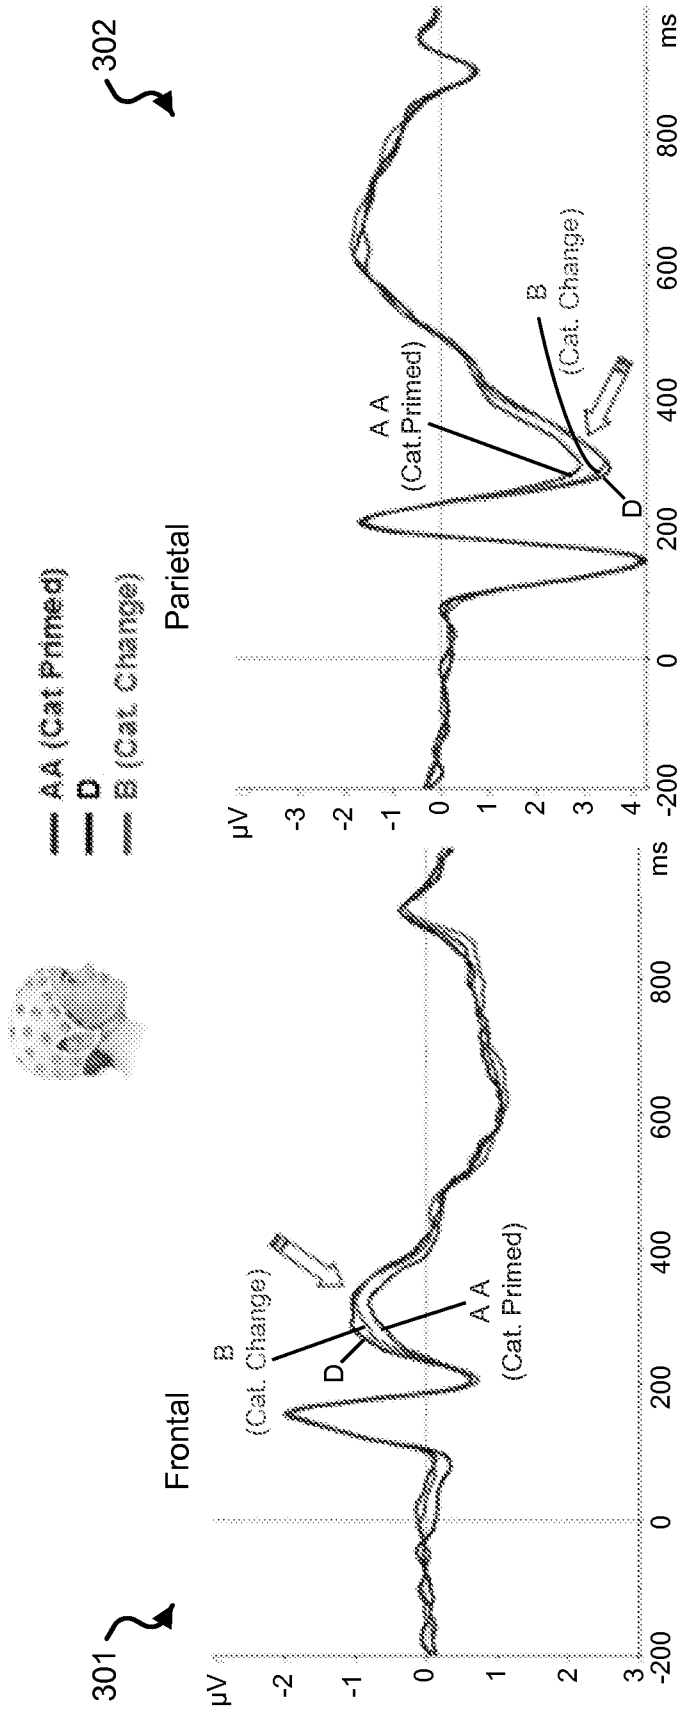 AA (Cat Primed)
D
B (Cat. Change)
301
Frontal
µV
-2
-1
0
1
2
3
-200
0
200
400
600
800
ms
B
(Cat. Change)
D
A A
(Cat. Primed)
302
Parietal
µV
-3
-2
-1
0
1
2
3
4
-200
0
200
400
600
800
ms
A A
(Cat.Primed)
B
(Cat. Change)
D